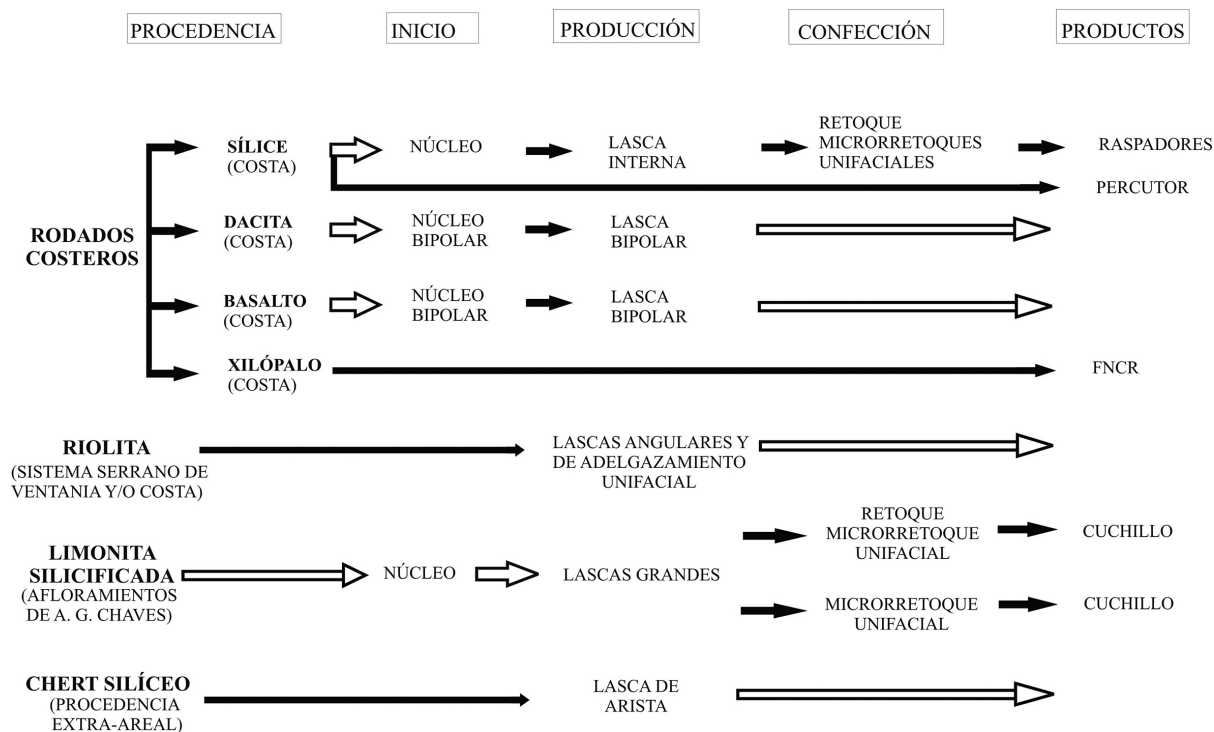 PROCEDENCIA
INICIO
PRODUCCIÓN
CONFECCIÓN
PRODUCTOS
RODADOS
COSTEROS
SÍLICE
(COSTA)
NÚCLEO
LASCA
INTERNA
RETOQUE
MICRORRETOQUES
UNIFACIALES
RASPADORES
PERCUTOR
DACITA
(COSTA)
NÚCLEO
BIPOLAR
LASCA
BIPOLAR
BASALTO
(COSTA)
NÚCLEO
BIPOLAR
LASCA
BIPOLAR
XILÓPALO
(COSTA)
FNCR
RIOLITA
(SISTEMA SERRANO DE
VENTANIA Y/O COSTA)
LASCAS ANGULARES Y
DE ADELGAZAMIENTO
UNIFACIAL
LIMONITA
SILICIFICADA
(AFLORAMIENTOS
DE A. G. CHAVES)
NÚCLEO
LASCAS GRANDES
RETOQUE
MICRORRETOQUE
UNIFACIAL
CUCHILLO
MICRORRETOQUE
UNIFACIAL
CUCHILLO
CHERT SILÍCEO
(PROCEDENCIA
EXTRA-AREAL)
LASCA DE
ARISTA